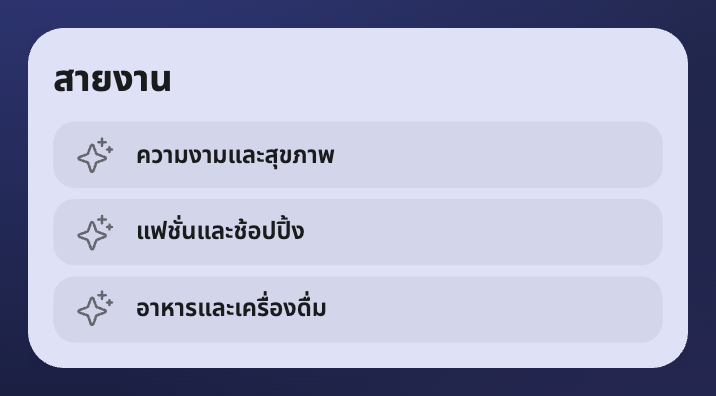 สายงาน
ความงามและสุขภาพ
แฟชั่นและช้อปปิ้ง
อาหารและเครื่องดื่ม